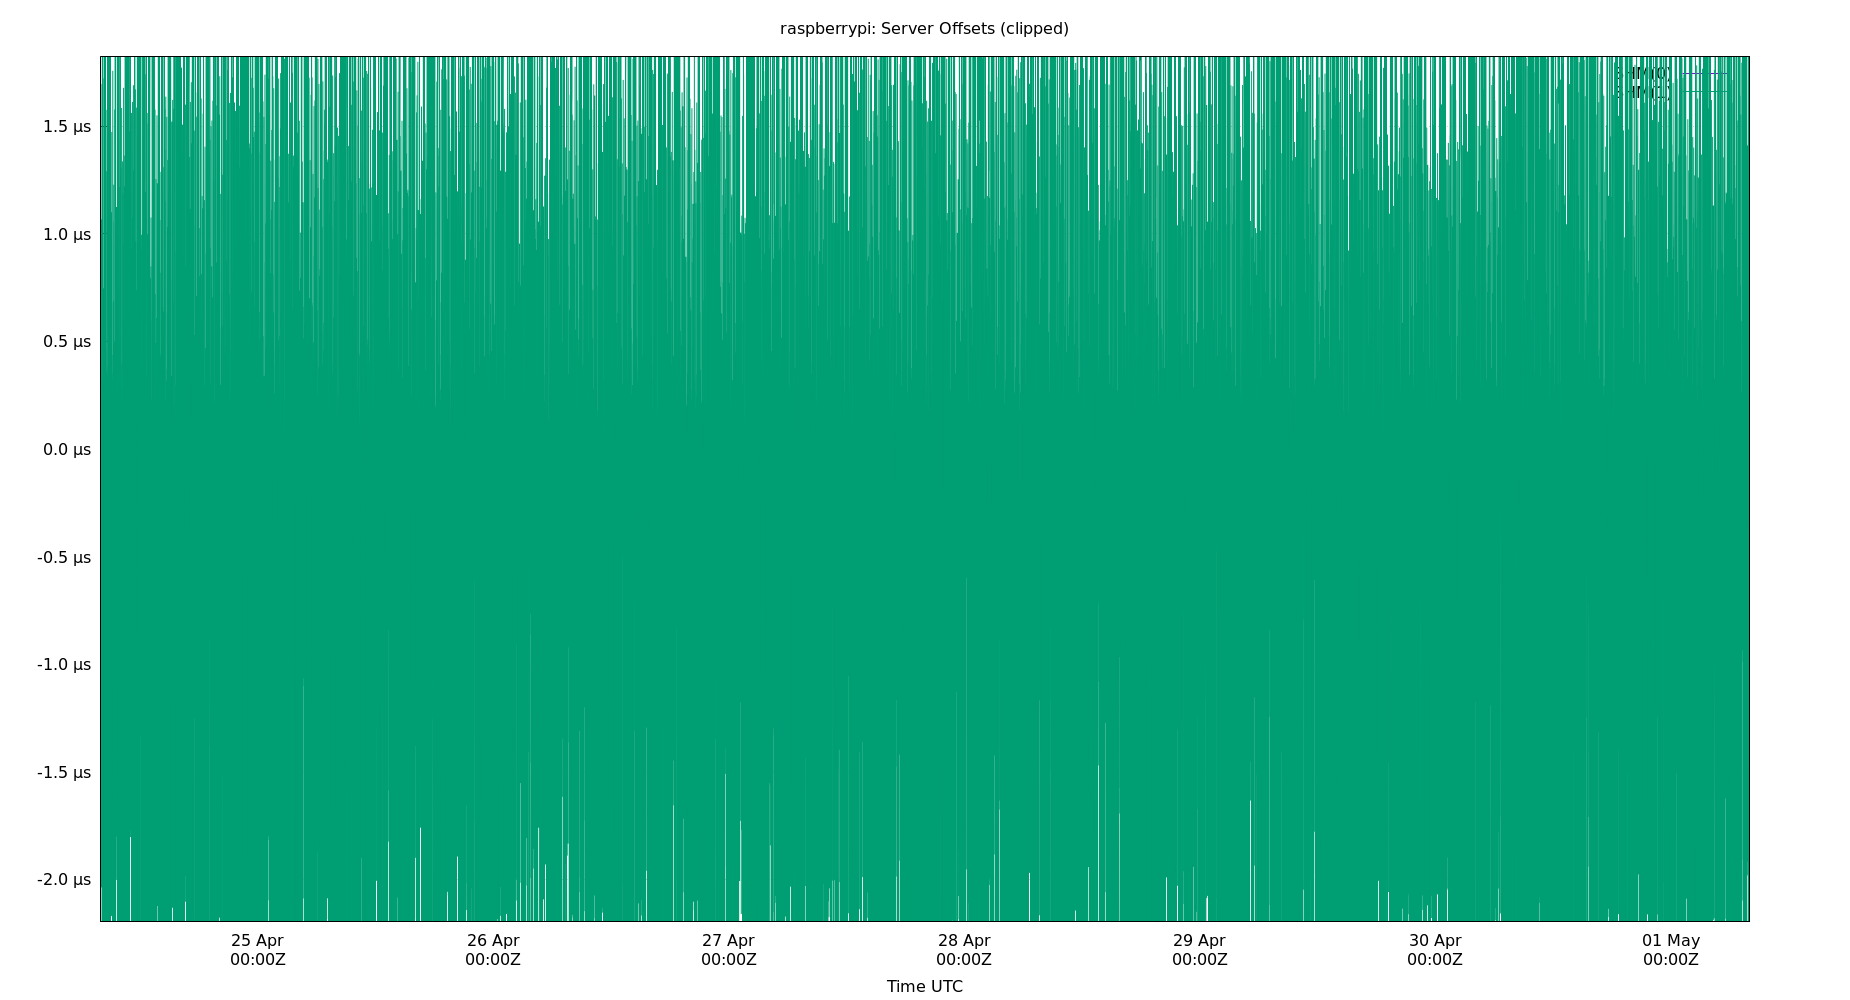 raspberrypi: Server Offsets (clipped)
1.5 µs
1.0 µs
0.5 µs
0.0 µs
-0.5 µs
-1.0 µs
-1.5 µs
-2.0 µs
25 Apr 26 Apr 27 Apr 28 Apr 29 Apr 30 Apr 01 May
00:00Z 00:00Z 00:00Z 00:00Z 00:00Z 00:00Z 00:00Z
Time UTC